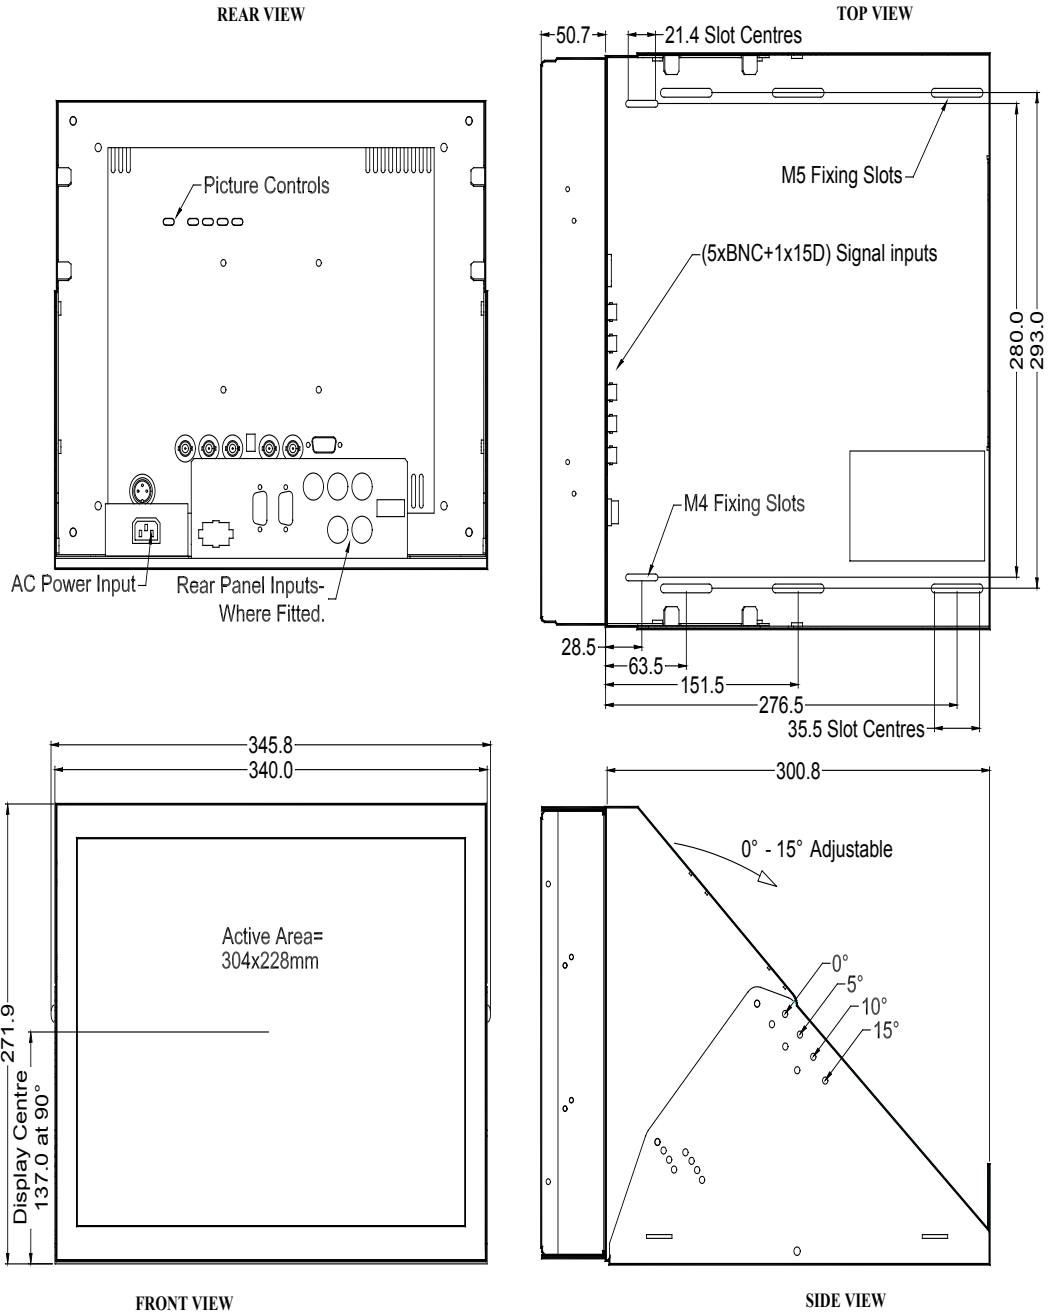 REAR VIEW
TOP VIEW
50.7
21.4 Slot Centres
Picture Controls
M5 Fixing Slots
(5xBNC+1x15D) Signal inputs
280.0
293.0
M4 Fixing Slots
AC Power Input
Rear Panel Inputs-
Where Fitted.
28.5
63.5
151.5
276.5
35.5 Slot Centres
345.8
340.0
300.8
0° - 15° Adjustable
Active Area=
304x228mm
0°
5°
10°
15°
271.9
Display Centre
137.0 at 90°
FRONT VIEW
SIDE VIEW